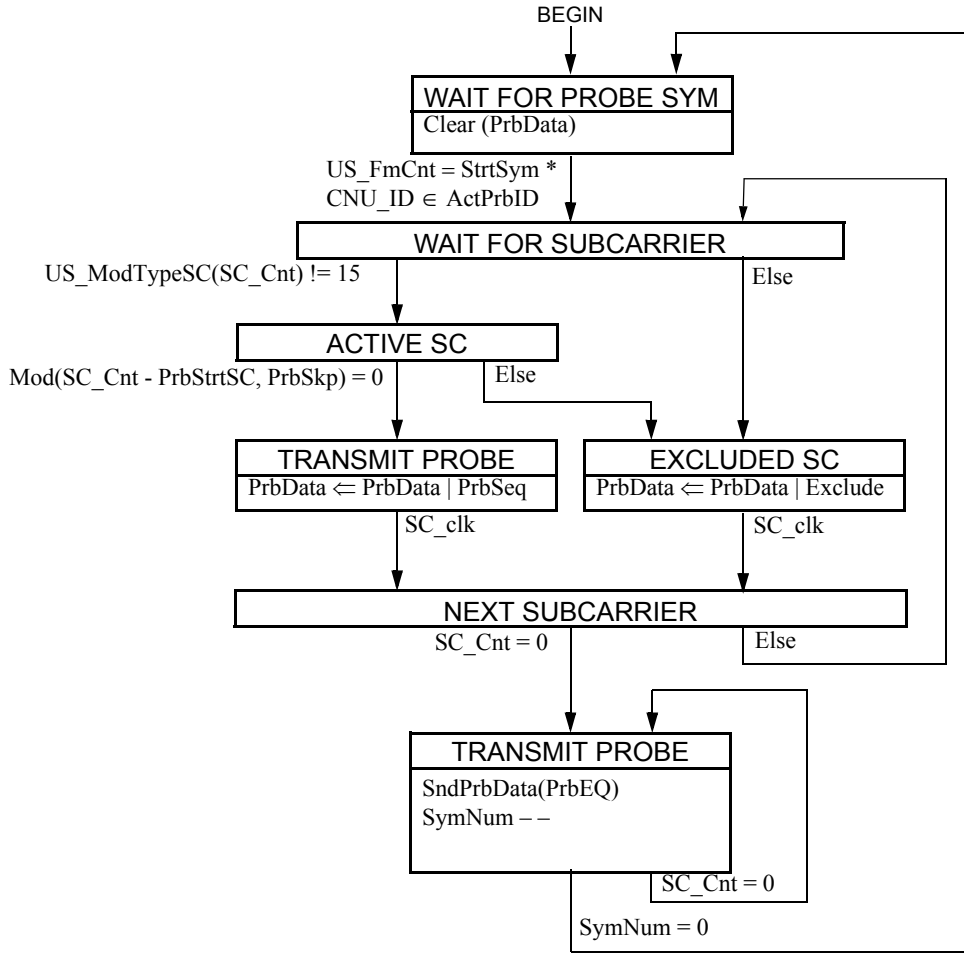 BEGIN
WAIT FOR PROBE SYM
Clear (PrbData)
US_FmCnt = StrtSym *
CNU_ID ∈ ActPrbID
WAIT FOR SUBCARRIER
US_ModTypeSC(SC_Cnt) != 15
Else
ACTIVE SC
Mod(SC_Cnt - PrbStrtSC, PrbSkp) = 0
Else
TRANSMIT PROBE
PrbData ⇐ PrbData | PrbSeq
EXCLUDED SC
PrbData ⇐ PrbData | Exclude
SC_clk
SC_clk
NEXT SUBCARRIER
SC_Cnt = 0
Else
TRANSMIT PROBE
SndPrbData(PrbEQ)
SymNum – –
SC_Cnt = 0
SymNum = 0